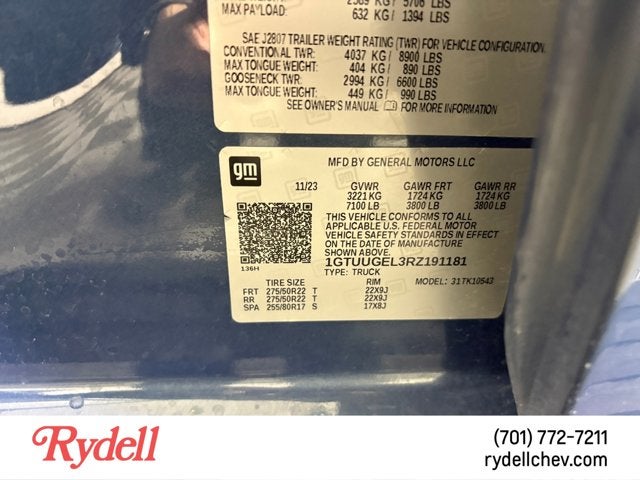 2589 KG/ 5706 LBS
MAX PAYLOAD: 632 KG/ 1394 LBS
SAE J2807 TRAILER WEIGHT RATING (TWR) FOR VEHICLE CONFIGURATION.
CONVENTIONAL TWR: 4037 KG/ 8900 LBS
MAX TONGUE WEIGHT: 404 KG/ 890 LBS
GOOSENECK TWR: 2994 KG/ 6600 LBS
MAX TONGUE WEIGHT: 449 KG/ 990 LBS
SEE OWNER'S MANUAL FOR MORE INFORMATION
gm
MFD BY GENERAL MOTORS LLC
11/23 GVWR GAWR FRT GAWR RR
3221 KG 1724 KG 1724 KG
7100 LB 3800 LB 3800 LB
THIS VEHICLE CONFORMS TO ALL
APPLICABLE U.S. FEDERAL MOTOR
VEHICLE SAFETY STANDARDS IN EFFECT
ON THE DATE OF MANUFACTURE
SHOWN ABOVE.
1GTUUGEL3RZ191181
136H
TYPE: TRUCK
MODEL: 31TK10543
TIRE SIZE RIM
FRT 275/50R22 T 22X9J
RR 275/50R22 T 22X9J
SPA 255/80R17 S 17X8J
Rydell
(701) 772-7211
rydellchev.com